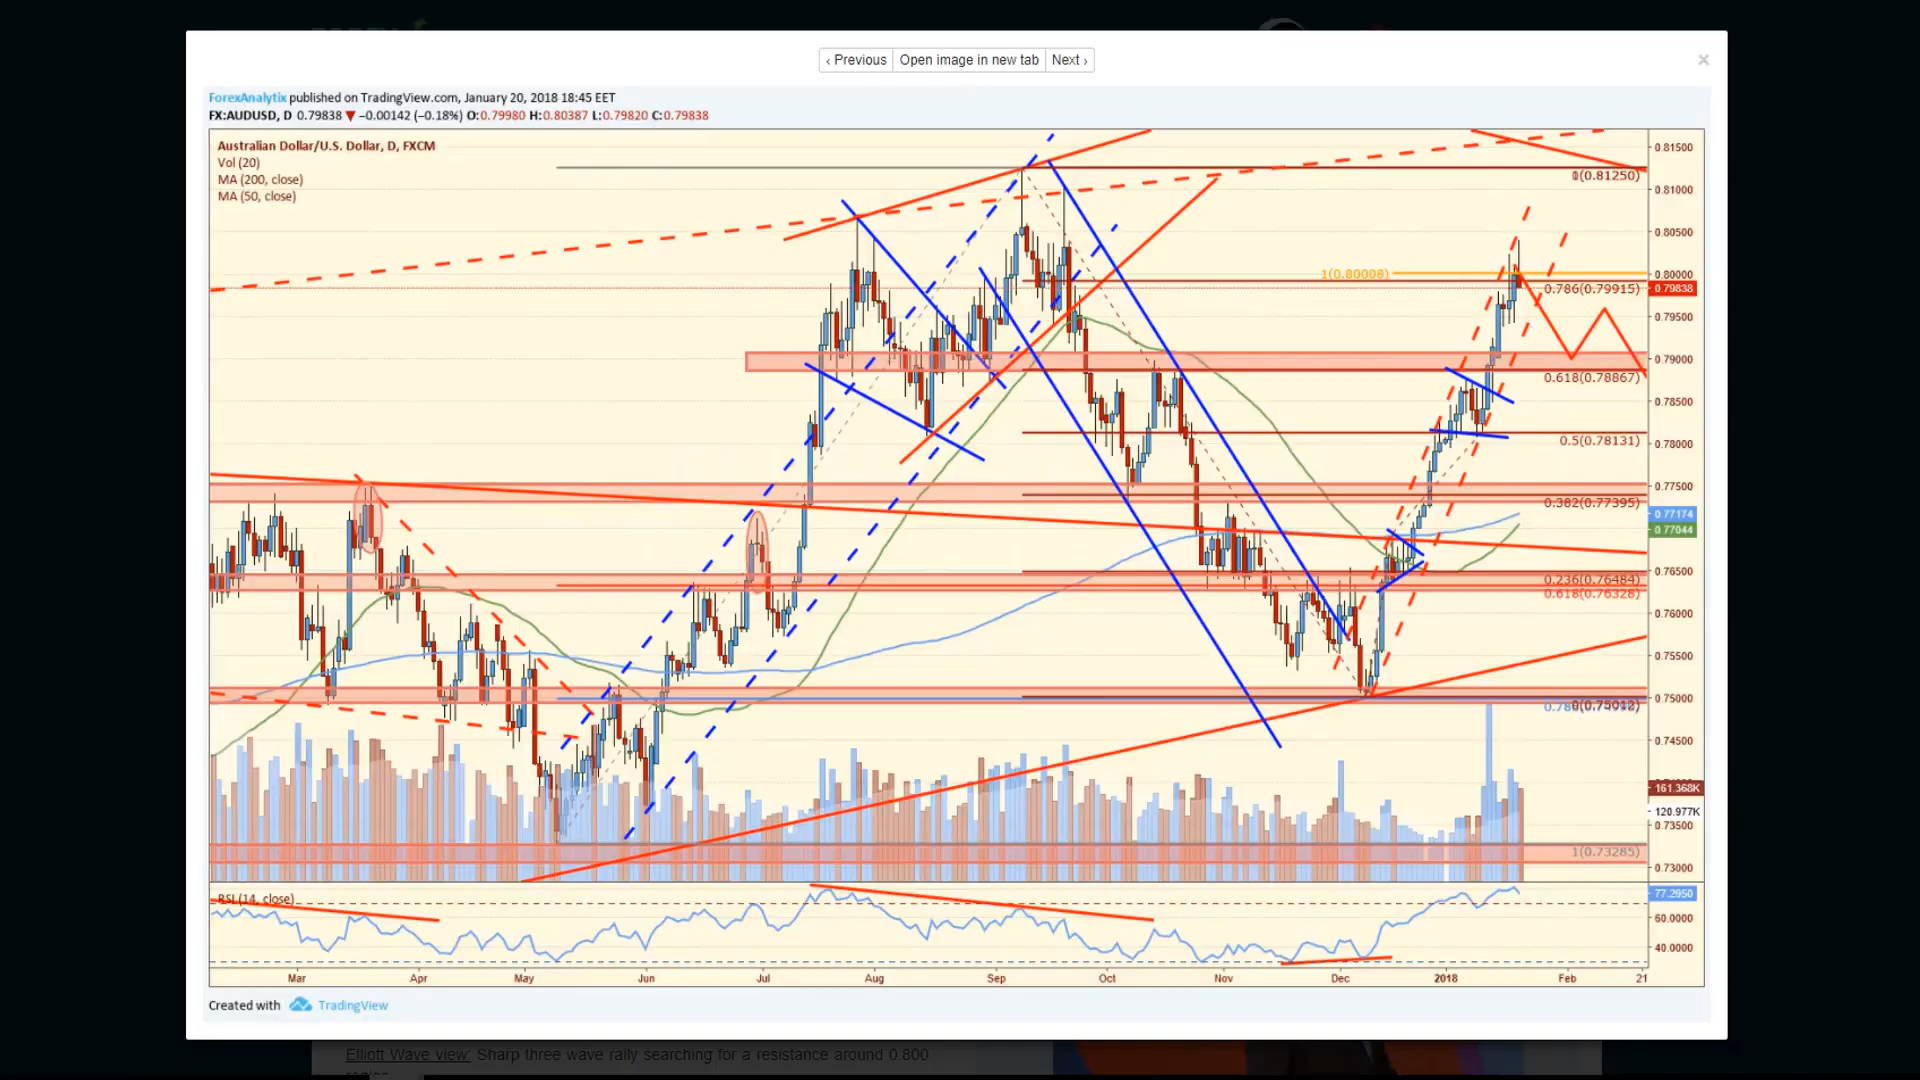 ‹ Previous
Open image in new tab
Next ›
×
ForexAnalytix published on TradingView.com, January 20, 2018 18:45 EET
FX:AUDUSD, D 0.79838 ▼ −0.00142 (−0.18%) O:0.79980 H:0.80387 L:0.79820 C:0.79838
Australian Dollar/U.S. Dollar, D, FXCM
Vol (20)
MA (200, close)
MA (50, close)
0.81500
(0.81250)
0.81000
0.80500
1(0.80008)
0.80000
0.786(0.79915)
0.79838
0.79500
0.79000
0.618(0.78867)
0.78500
0.5(0.78131)
0.78000
0.77500
0.382(0.77395)
0.77174
0.77044
0.76500
0.236(0.76484)
0.618(0.76328)
0.76000
0.75500
0.75000
0.74500
161.368K
120.977K
0.73500
1(0.73285)
0.73000
RSI (14, close)
77.2950
60.0000
40.0000
Mar
Apr
May
Jun
Jul
Aug
Sep
Oct
Nov
Dec
2018
Feb
21
Created with TradingView
Elliott Wave view: Sharp three wave rally searching for a resistance around 0.800